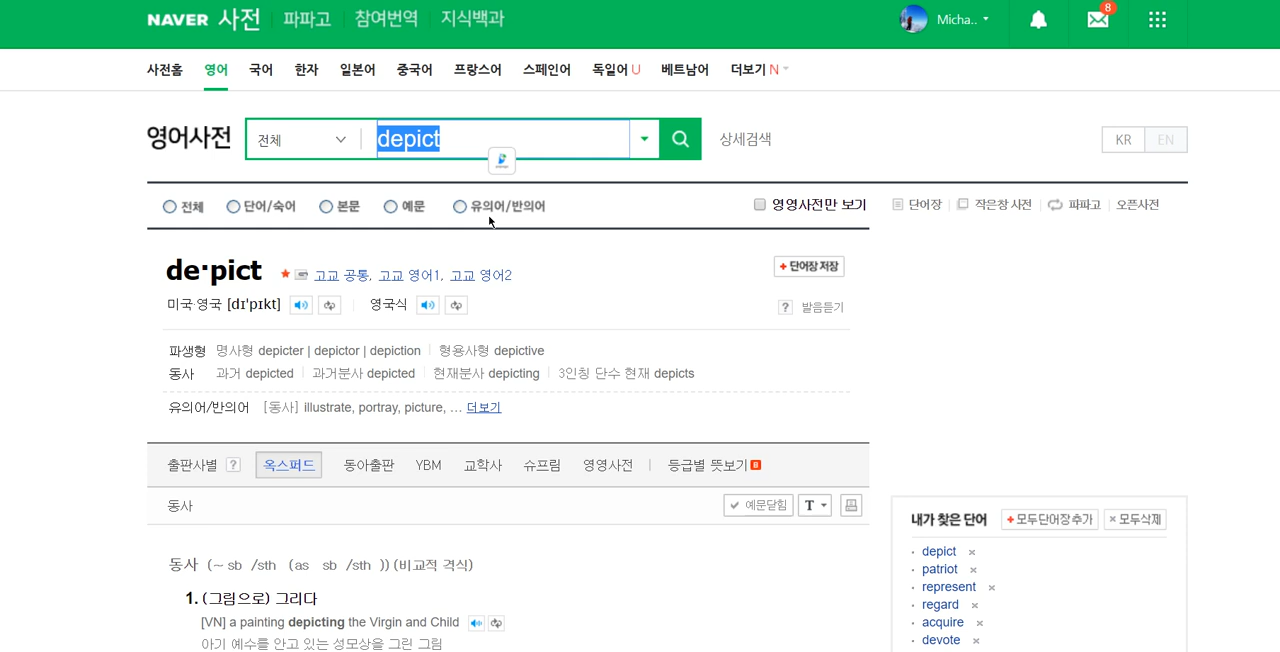 NAVER 사전 파파고 참여번역 지식백과 Micha.. 8
사전홈 영어 국어 한자 일본어 중국어 프랑스어 스페인어 독일어 U 베트남어 더보기 N
영어사전 전체 depict 상세검색 KR EN
전체 단어/숙어 본문 예문 유의어/반의어 영영사전만 보기 단어장 작은창 사전 파파고 오픈사전
de·pict 고교 공통, 고교 영어1, 고교 영어2 +단어장 저장
미국·영국 [dɪˈpɪkt] 영국식 ? 발음듣기
파생형 명사형 depicter | depictor | depiction 형용사형 depictive
동사 과거 depicted 과거분사 depicted 현재분사 depicting 3인칭 단수 현재 depicts
유의어/반의어 [동사] illustrate, portray, picture, … 더보기
출판사별 ? 옥스퍼드 동아출판 YBM 교학사 슈프림 영영사전 등급별 뜻보기
동사 예문닫힘 T
동사 (~ sb /sth (as sb /sth )) (비교적 격식)
1. (그림으로) 그리다
[VN] a painting depicting the Virgin and Child
아기 예수를 안고 있는 성모상을 그린 그림
내가 찾은 단어 +모두단어장추가 ×모두삭제
depict ×
patriot ×
represent ×
regard ×
acquire ×
devote ×